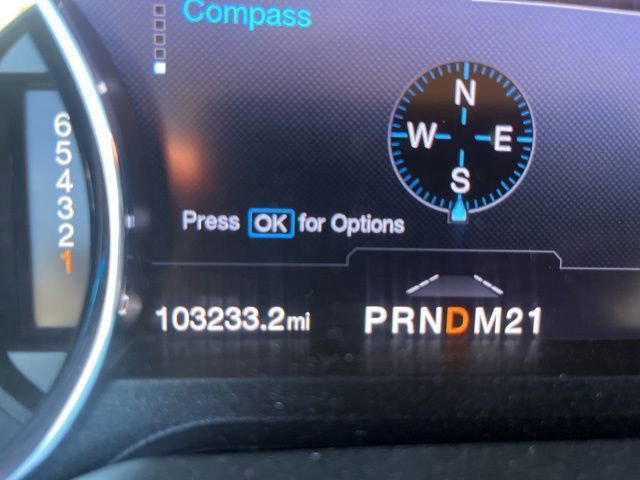 Compass
N
W E
S
6
5
4
3
2
1
Press OK for Options
103233.2mi
PRNDM21